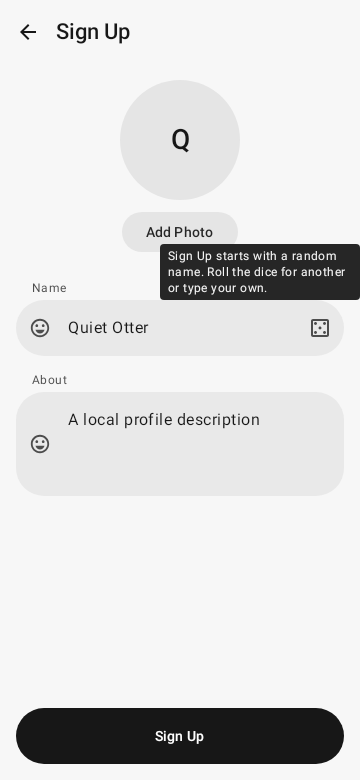 Sign Up
Q
Add Photo
Sign Up starts with a random
name. Roll the dice for another
or type your own.
Name
Quiet Otter
About
A local profile description
Sign Up